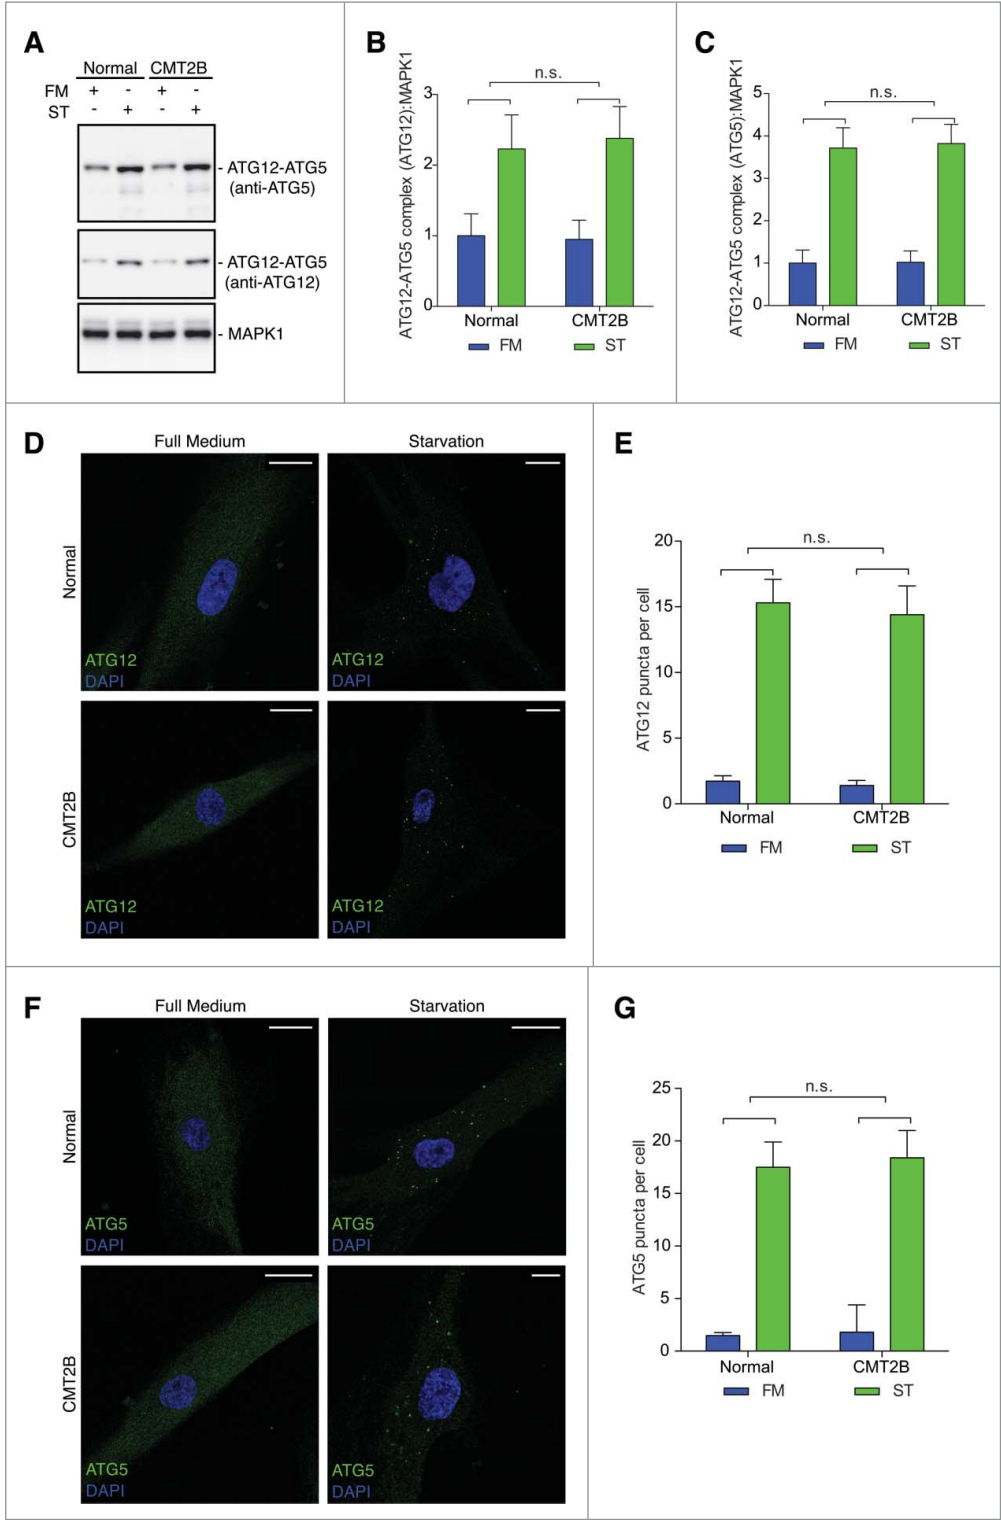 A
Normal CMT2B
FM + - + -
ST - + - +
- ATG12-ATG5
(anti-ATG5)
- ATG12-ATG5
(anti-ATG12)
- MAPK1
B
ATG12-ATG5 complex (ATG12):MAPK1
n.s.
3
2
1
0
Normal CMT2B
FM ST
C
ATG12-ATG5 complex (ATG5):MAPK1
n.s.
5
4
3
2
1
0
Normal CMT2B
FM ST
D
Full Medium Starvation
Normal
ATG12
DAPI
ATG12
DAPI
CMT2B
ATG12
DAPI
ATG12
DAPI
E
ATG12 puncta per cell
n.s.
20
15
10
5
0
Normal CMT2B
FM ST
F
Full Medium Starvation
Normal
ATG5
DAPI
ATG5
DAPI
CMT2B
ATG5
DAPI
ATG5
DAPI
G
ATG5 puncta per cell
n.s.
25
20
15
10
5
0
Normal CMT2B
FM ST